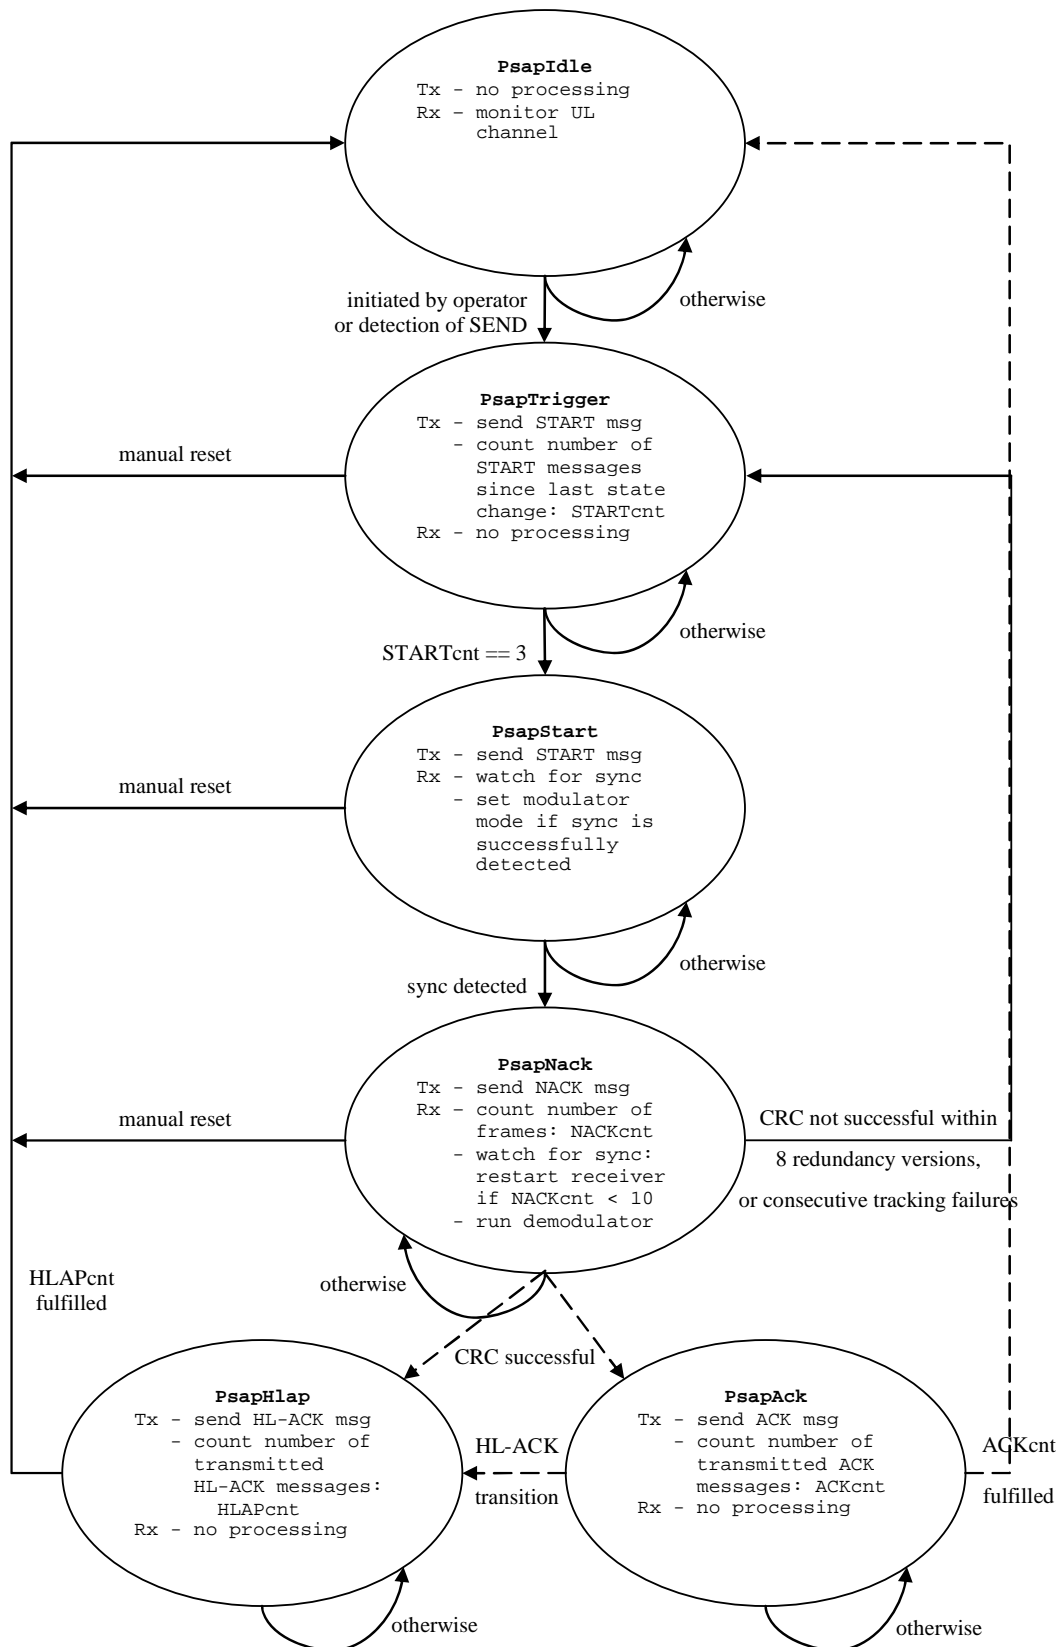 PsapIdle
Tx - no processing
Rx - monitor UL
channel
initiated by operator
or detection of SEND
otherwise
PsapTrigger
Tx - send START msg
- count number of
START messages
since last state
change: STARTcnt
Rx - no processing
manual reset
STARTcnt == 3
otherwise
PsapStart
Tx - send START msg
Rx - watch for sync
- set modulator
mode if sync is
successfully
detected
manual reset
sync detected
otherwise
PsapNack
Tx - send NACK msg
Rx - count number of
frames: NACKcnt
- watch for sync:
restart receiver
if NACKcnt < 10
- run demodulator
manual reset
CRC not successful within
8 redundancy versions,
or consecutive tracking failures
otherwise
HLAPcnt
fulfilled
CRC successful
PsapHlap
Tx - send HL-ACK msg
- count number of
transmitted
HL-ACK messages:
HLAPcnt
Rx - no processing
HL-ACK
transition
PsapAck
Tx - send ACK msg
- count number of
transmitted ACK
messages: ACKcnt
Rx - no processing
ACKcnt
fulfilled
otherwise
otherwise